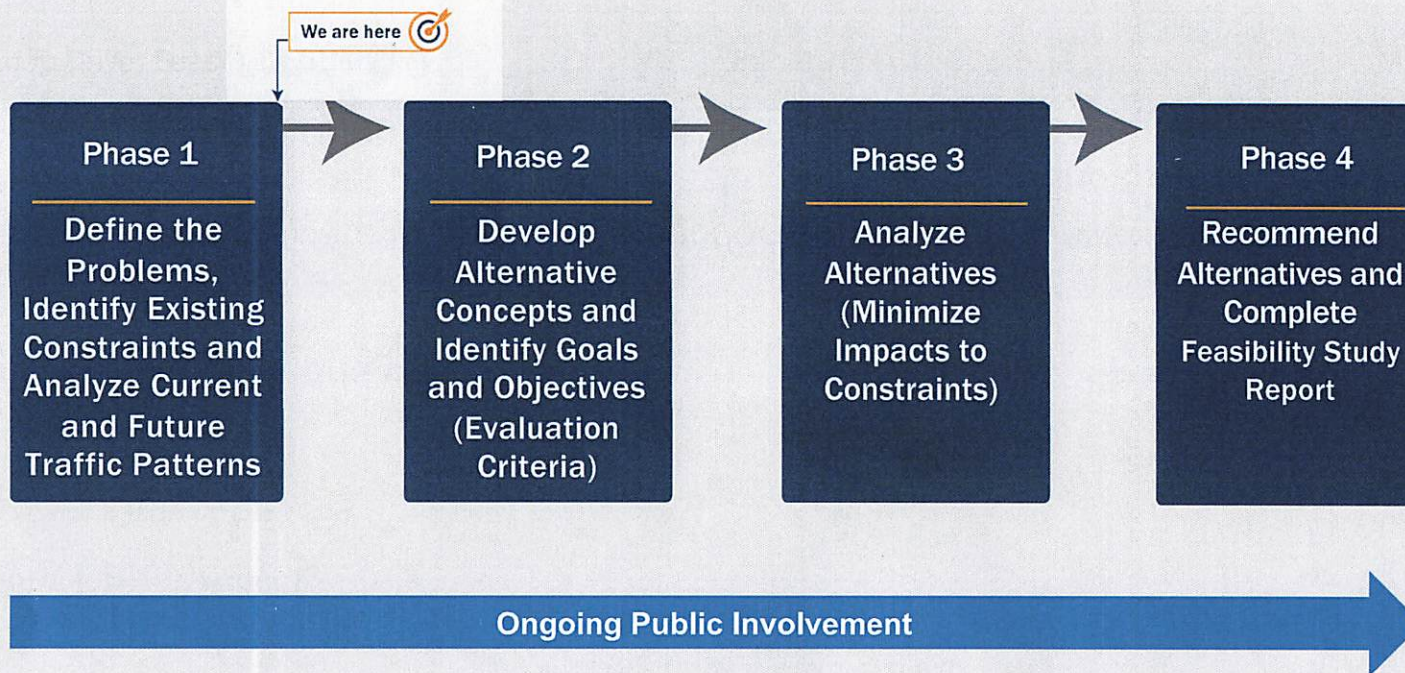 We are here
Phase 1
Define the
Problems,
Identify Existing
Constraints and
Analyze Current
and Future
Traffic Patterns
Phase 2
Develop
Alternative
Concepts and
Identify Goals
and Objectives
(Evaluation
Criteria)
Phase 3
Analyze
Alternatives
(Minimize
Impacts to
Constraints)
Phase 4
Recommend
Alternatives and
Complete
Feasibility Study
Report
Ongoing Public Involvement